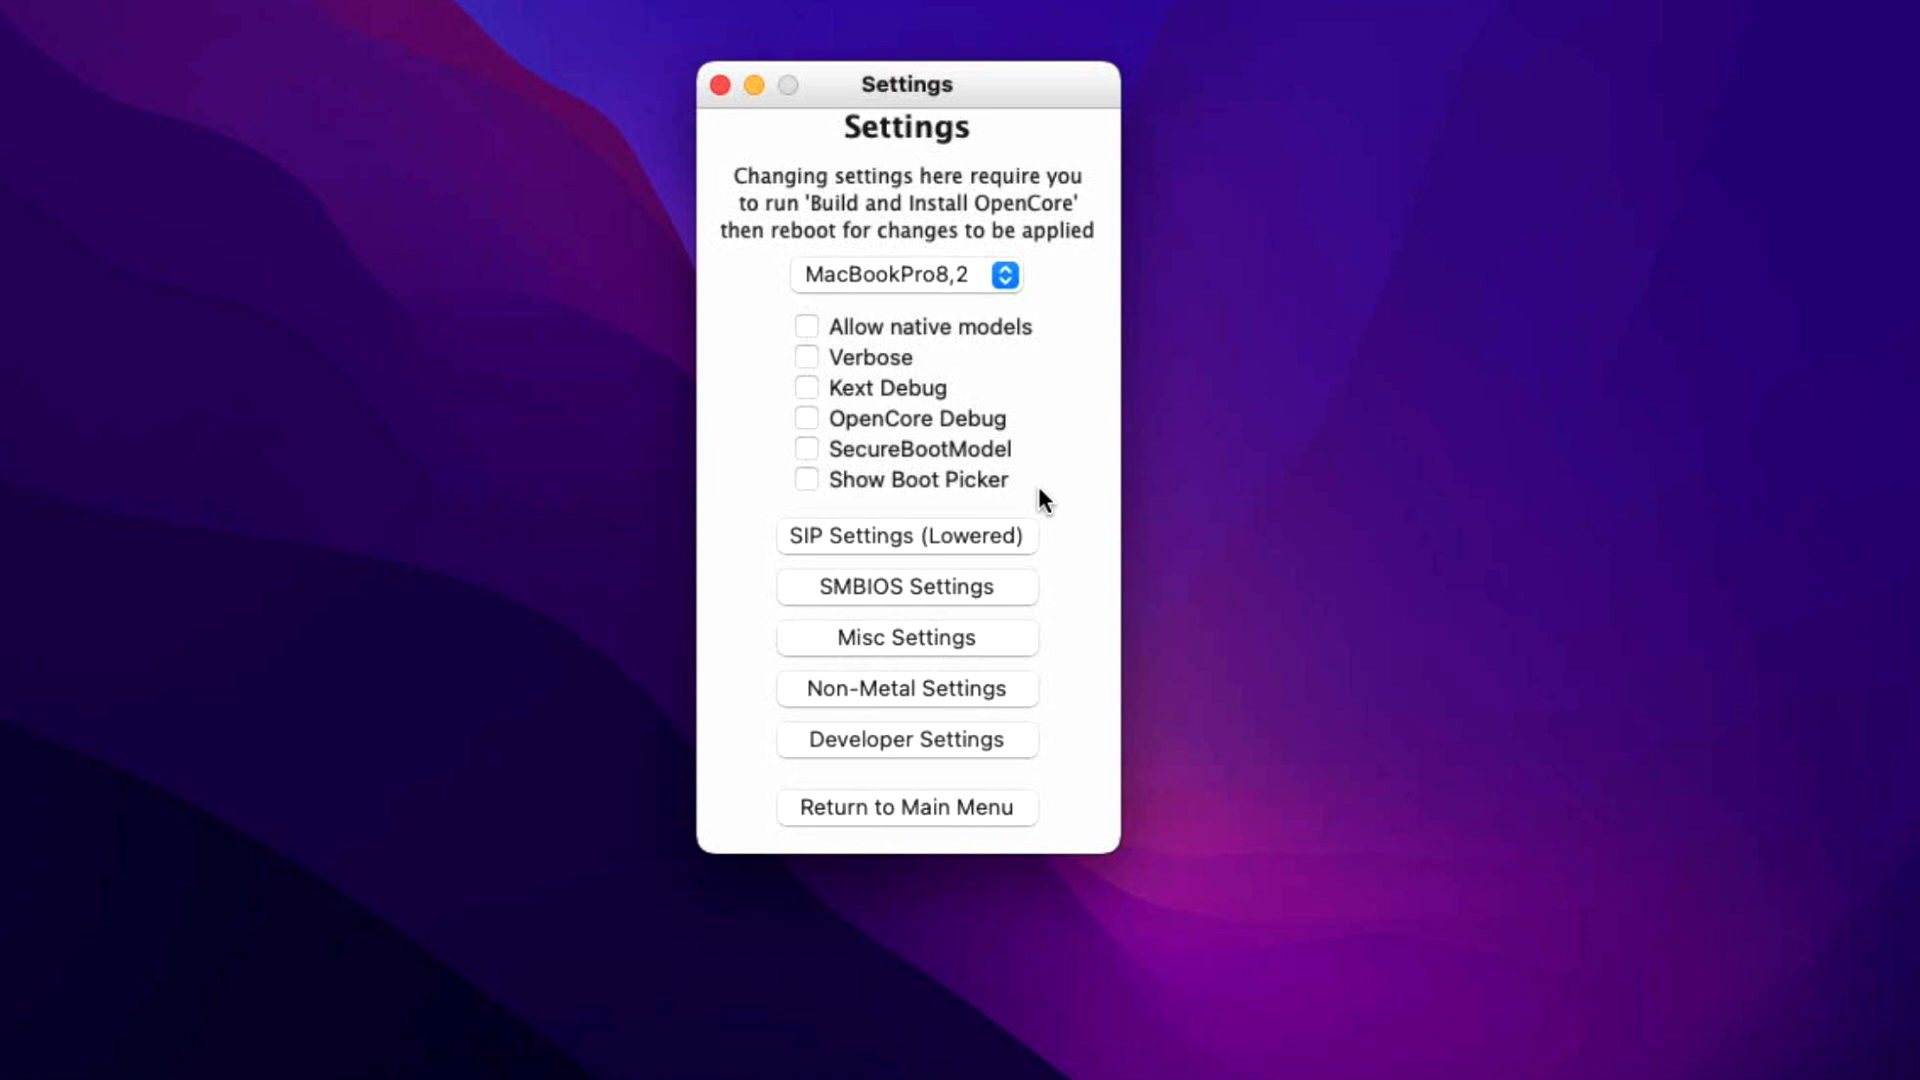 Settings
Settings
Changing settings here require you
to run 'Build and Install OpenCore'
then reboot for changes to be applied
MacBookPro8,2
Allow native models
Verbose
Kext Debug
OpenCore Debug
SecureBootModel
Show Boot Picker
SIP Settings (Lowered)
SMBIOS Settings
Misc Settings
Non-Metal Settings
Developer Settings
Return to Main Menu